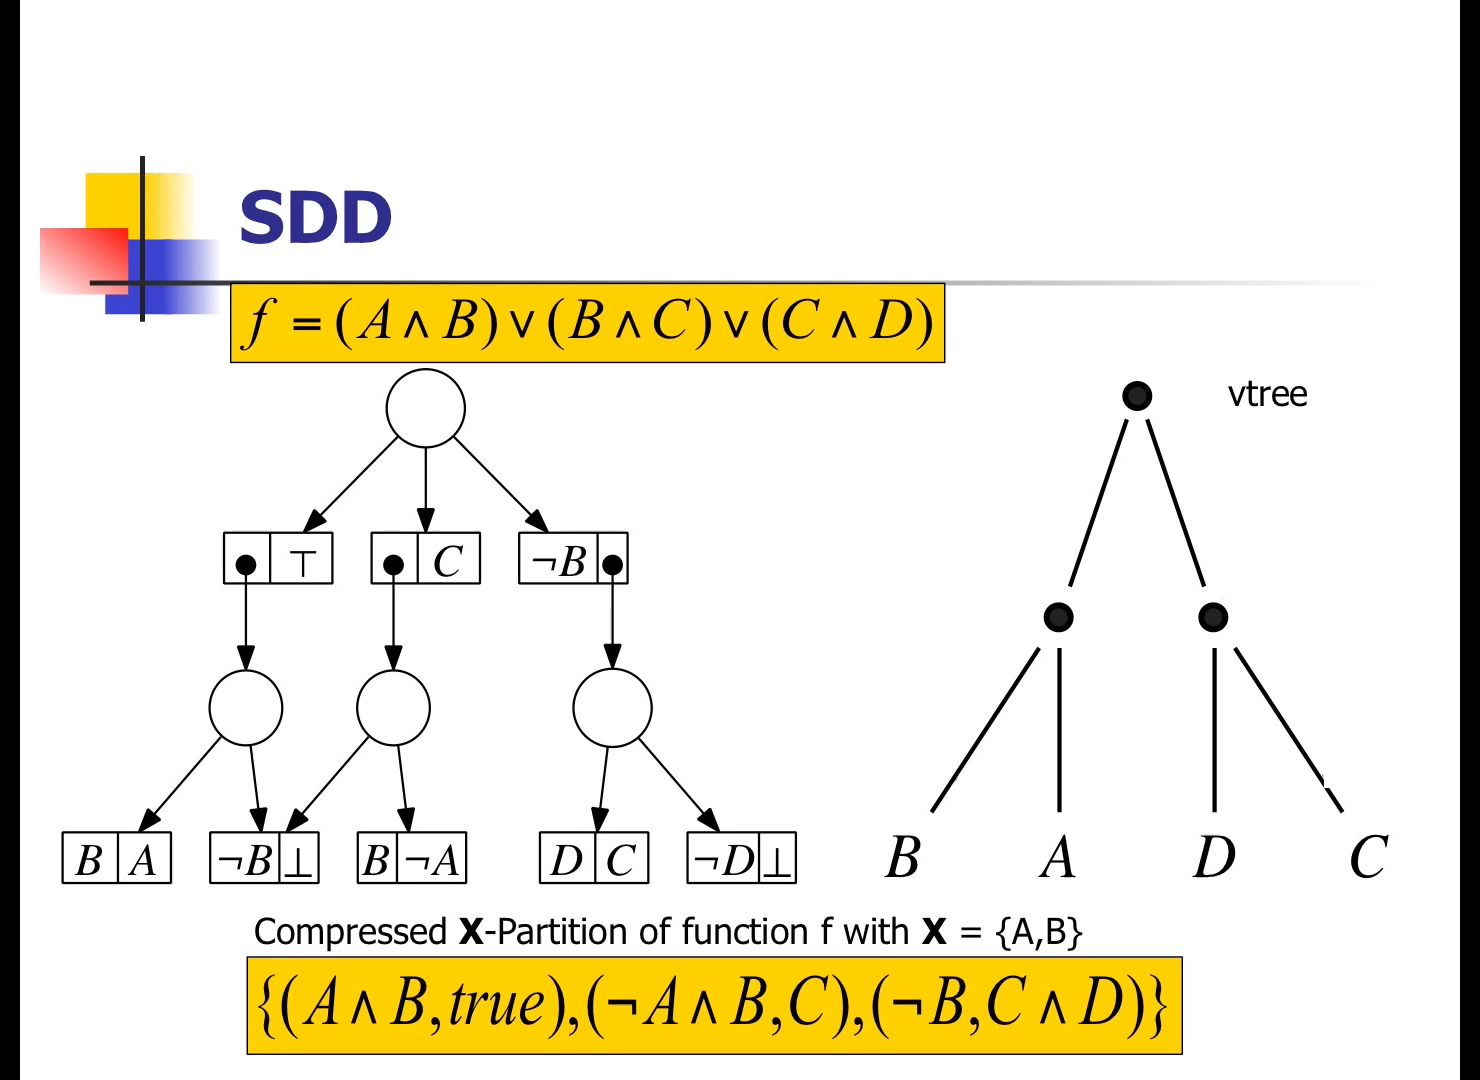 SDD
f = (A ∧ B) ∨ (B ∧ C) ∨ (C ∧ D)
vtree
⊤ C ¬B
B A ¬B ⊥ B ¬A D C ¬D ⊥
B A D C
Compressed X-Partition of function f with X = {A,B}
{(A ∧ B,true),(¬A ∧ B,C),(¬B,C ∧ D)}